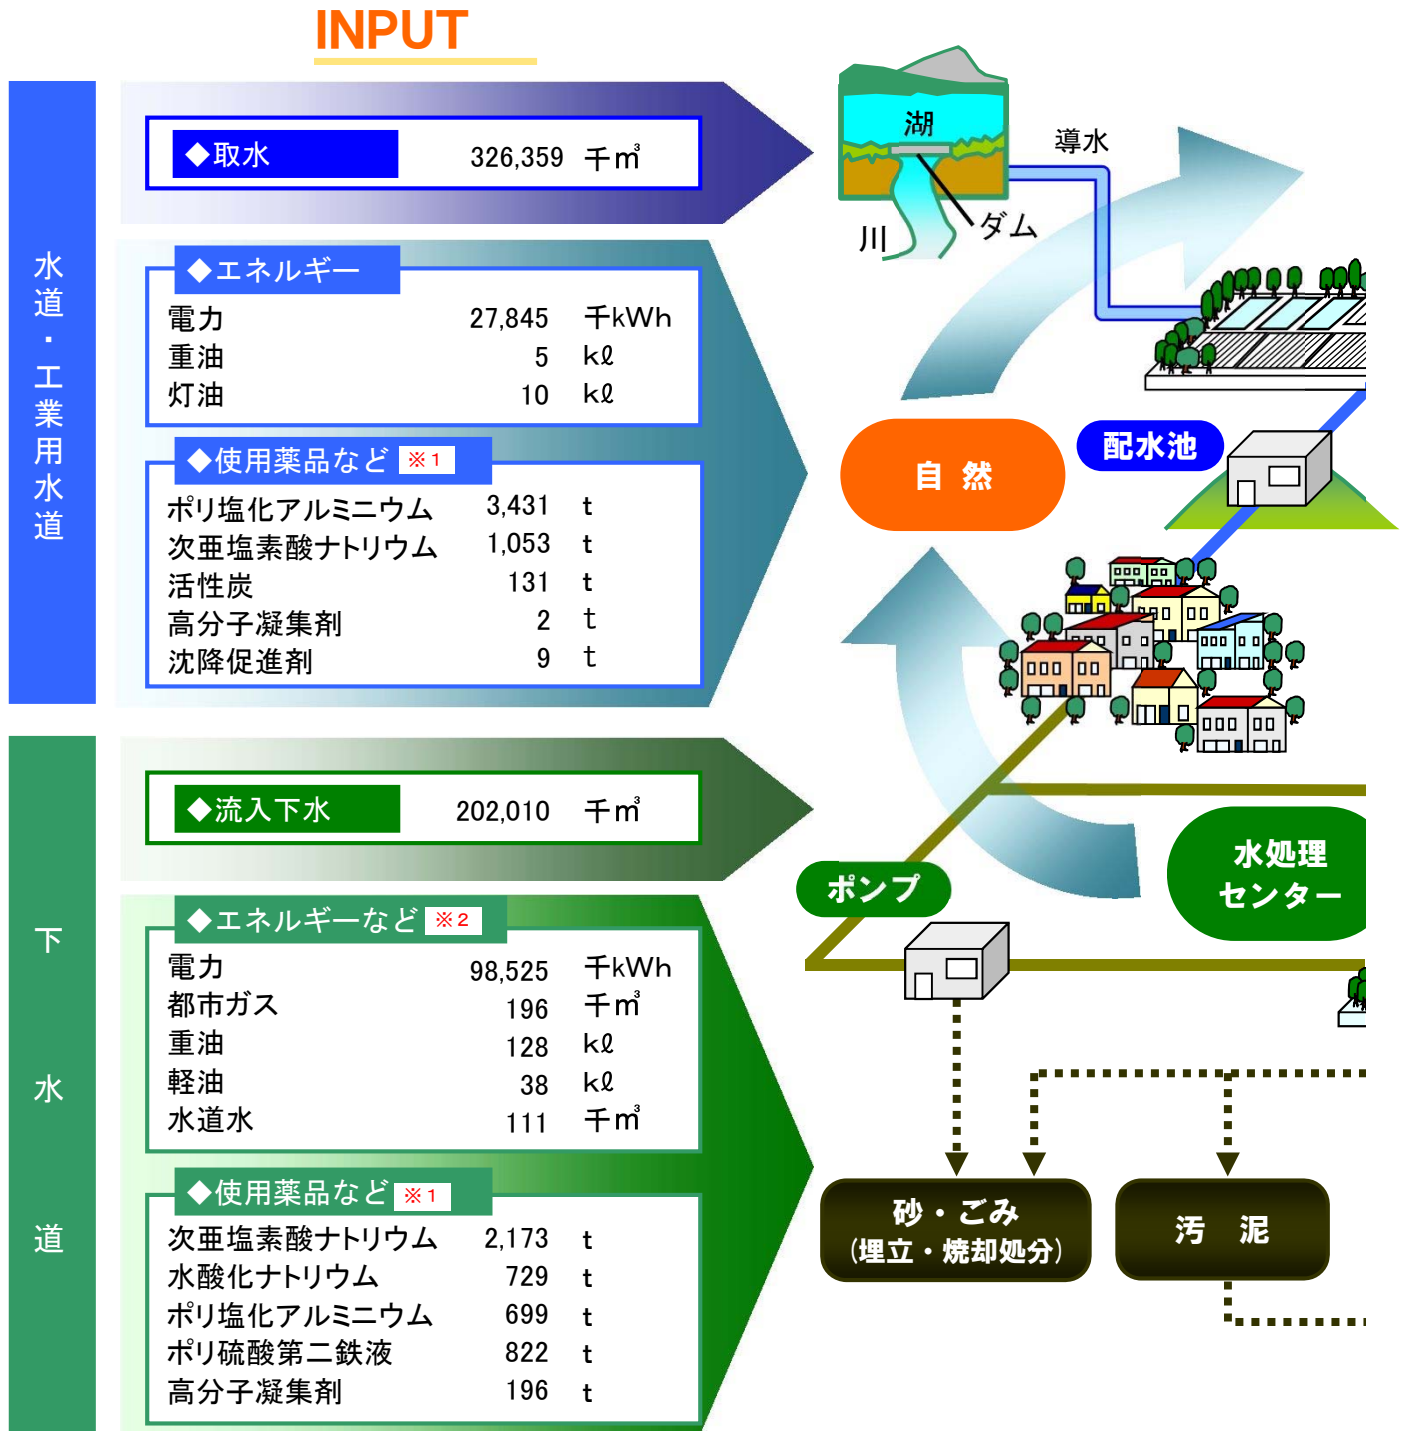 INPUT
水道・工業用水道
◆取水 326,359 千㎥
◆エネルギー
電力 27,845 千kWh
重油 5 kℓ
灯油 10 kℓ
◆使用薬品など ※1
ポリ塩化アルミニウム 3,431 t
次亜塩素酸ナトリウム 1,053 t
活性炭 131 t
高分子凝集剤 2 t
沈降促進剤 9 t
湖
導水
ダム
川
自然
配水池
下水道
◆流入下水 202,010 千㎥
◆エネルギーなど ※2
電力 98,525 千kWh
都市ガス 196 千㎥
重油 128 kℓ
軽油 38 kℓ
水道水 111 千㎥
◆使用薬品など ※1
次亜塩素酸ナトリウム 2,173 t
水酸化ナトリウム 729 t
ポリ塩化アルミニウム 699 t
ポリ硫酸第二鉄液 822 t
高分子凝集剤 196 t
水処理
センター
ポンプ
砂・ごみ
(埋立・焼却処分)
汚泥